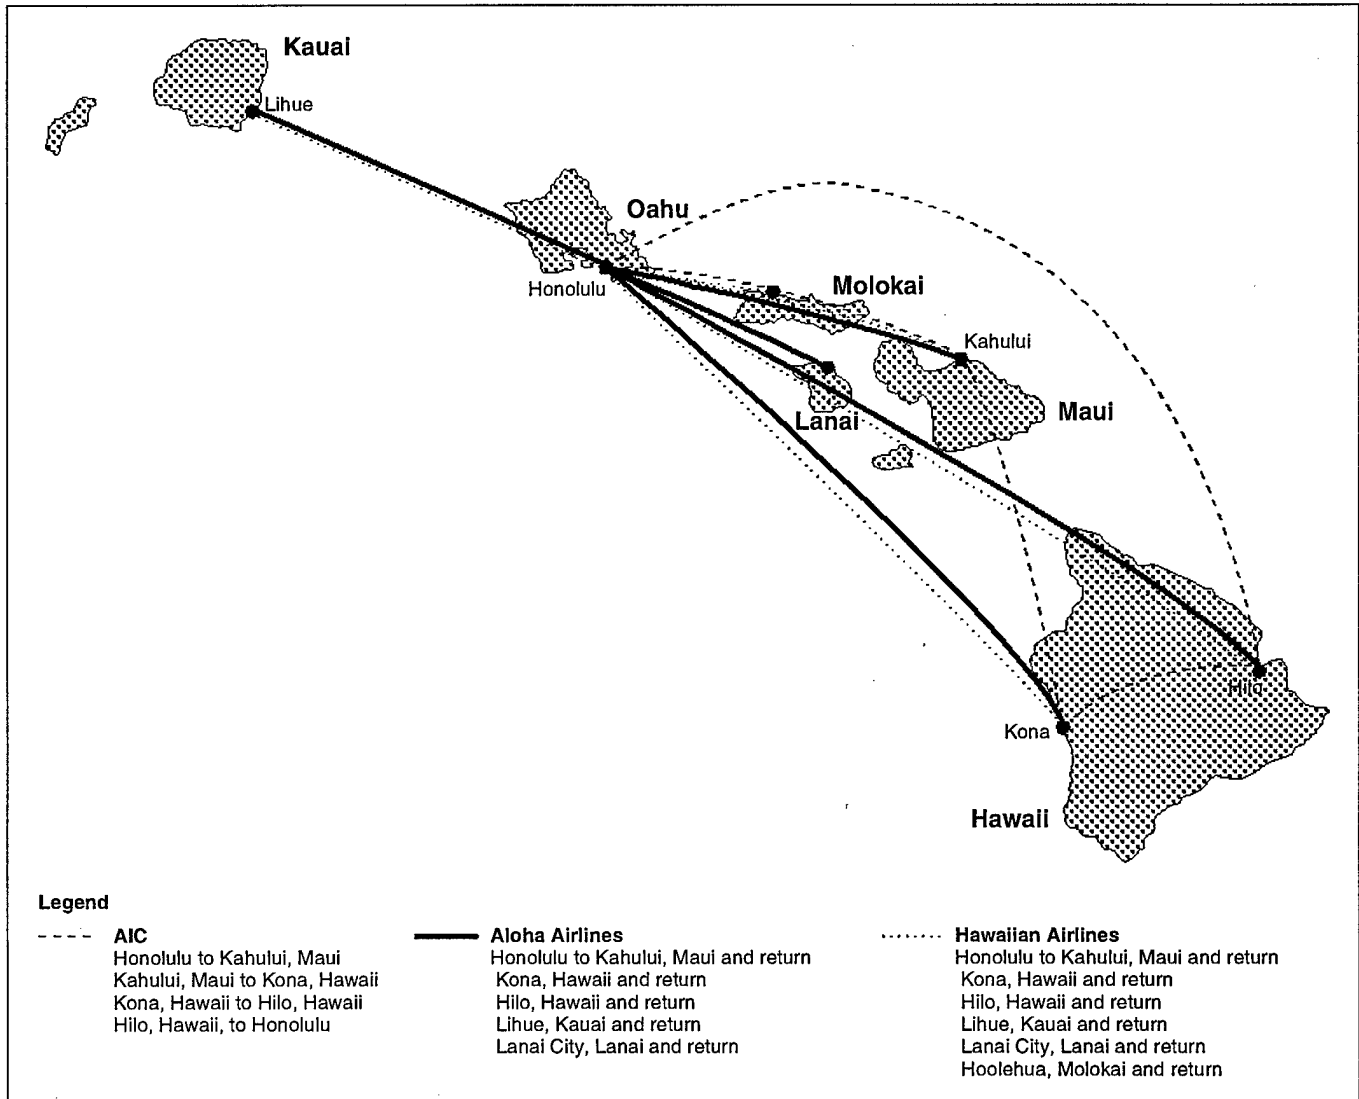 Kauai
Lihue
Oahu
Honolulu
Molokai
Kahului
Maui
Lanai
Hilo
Kona
Hawaii
Legend
AIC
Honolulu to Kahului, Maui
Kahului, Maui to Kona, Hawaii
Kona, Hawaii to Hilo, Hawaii
Hilo, Hawaii, to Honolulu
Aloha Airlines
Honolulu to Kahului, Maui and return
Kona, Hawaii and return
Hilo, Hawaii and return
Lihue, Kauai and return
Lanai City, Lanai and return
Hawaiian Airlines
Honolulu to Kahului, Maui and return
Kona, Hawaii and return
Hilo, Hawaii and return
Lihue, Kauai and return
Lanai City, Lanai and return
Hoolehua, Molokai and return